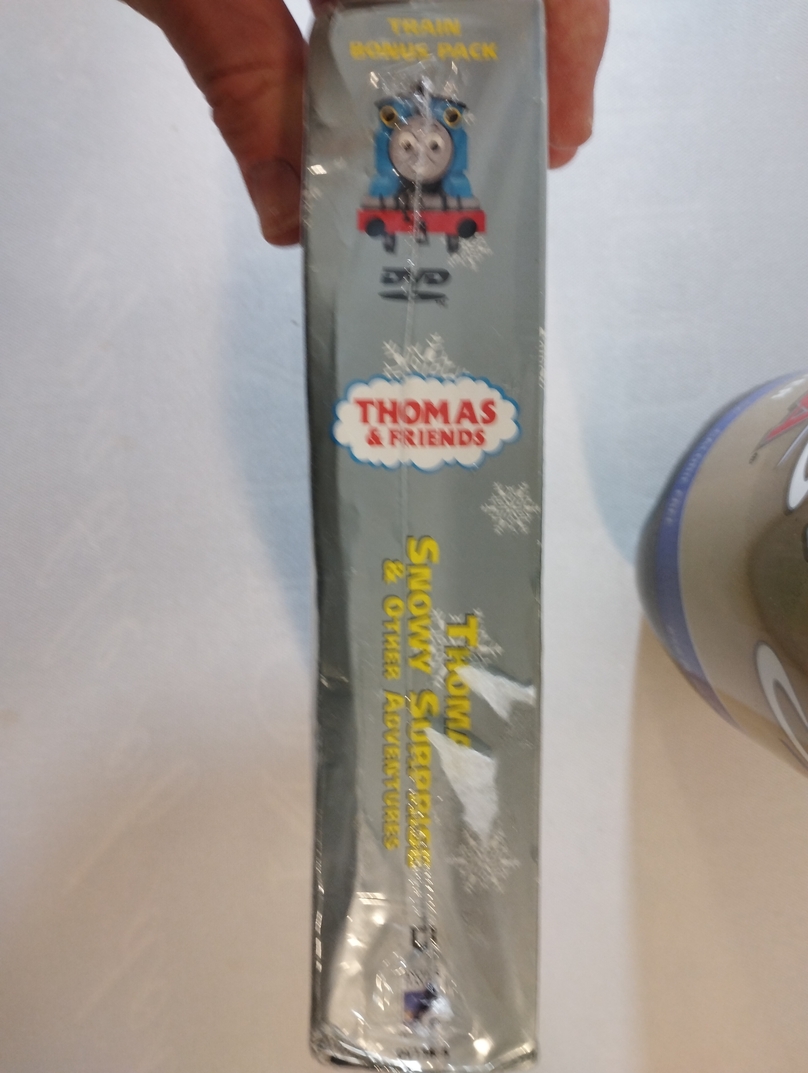 TRAIN
BONUS PACK
DVD
THOMAS
& FRIENDS
SNOWY SURPRISE
& OTHER ADVENTURES